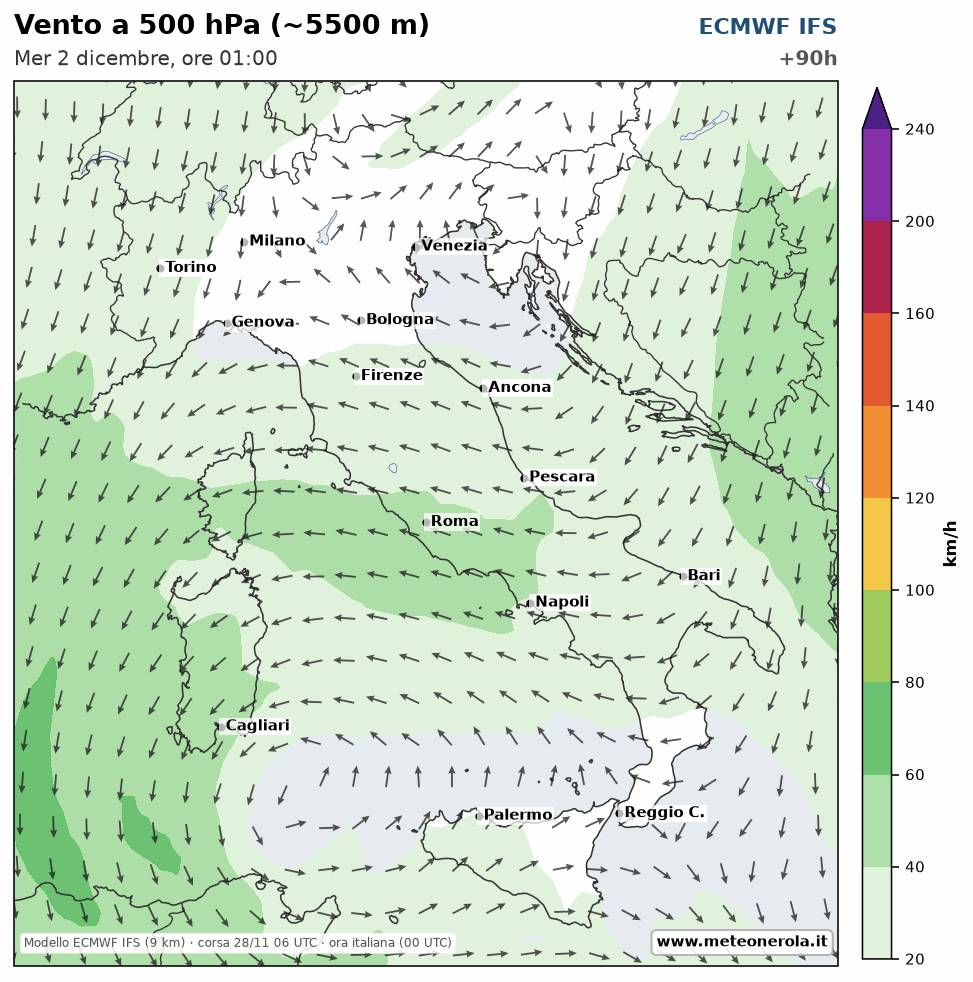 Vento a 500 hPa (~5500 m)
ECMWF IFS
Mer 2 dicembre, ore 01:00
+90h
240
200
160
140
120
100
80
60
40
20
km/h
Milano
Venezia
Torino
Genova
Bologna
Firenze
Ancona
Pescara
Roma
Bari
Napoli
Cagliari
Palermo
Reggio C.
Modello ECMWF IFS (9 km) · corsa 28/11 06 UTC · ora italiana (00 UTC)
www.meteonerola.it